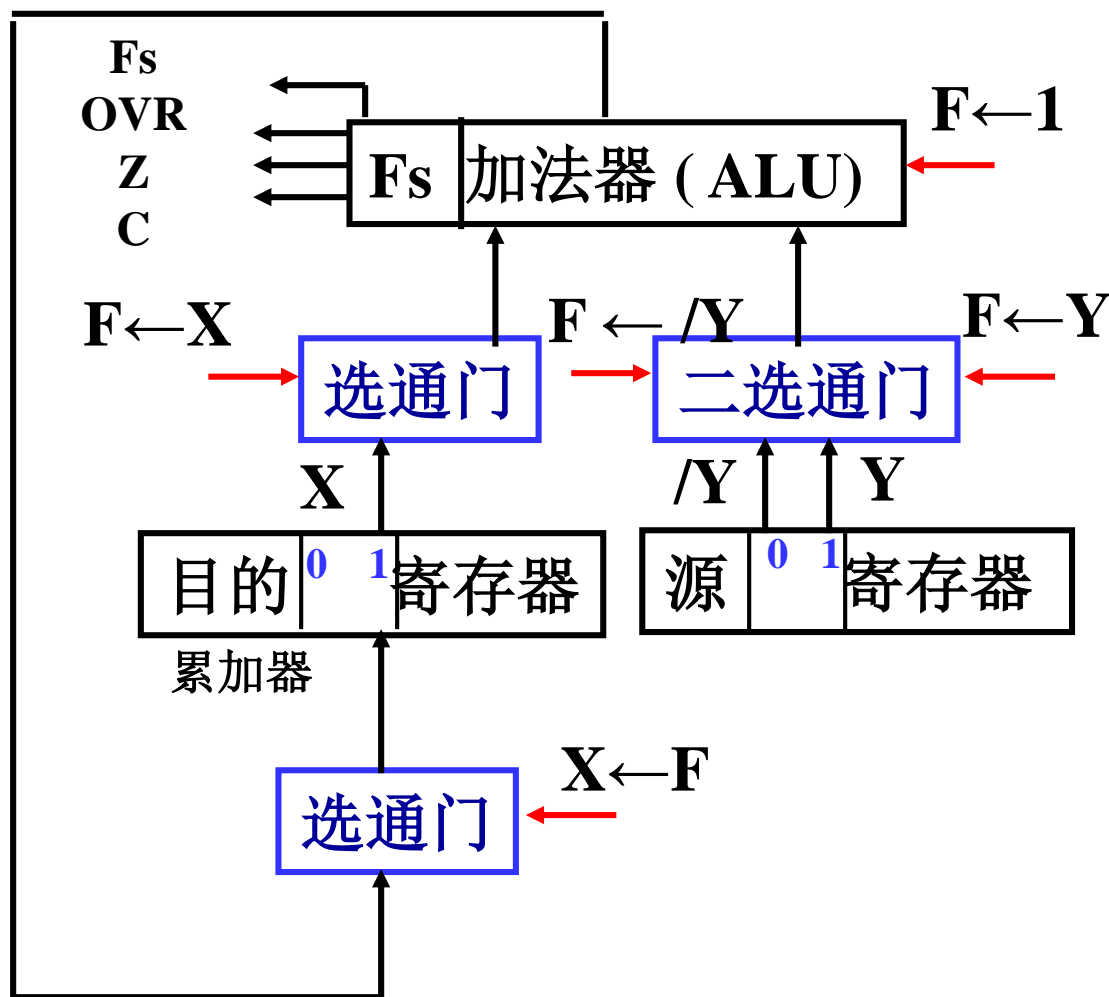 Fs
OVR
Z
C
Fs 加法器 ( ALU)
F←1
F←X
F ← /Y
F←Y
选通门
二选通门
X
/Y
Y
目的 0 1 寄存器
源 0 1 寄存器
累加器
X←F
选通门